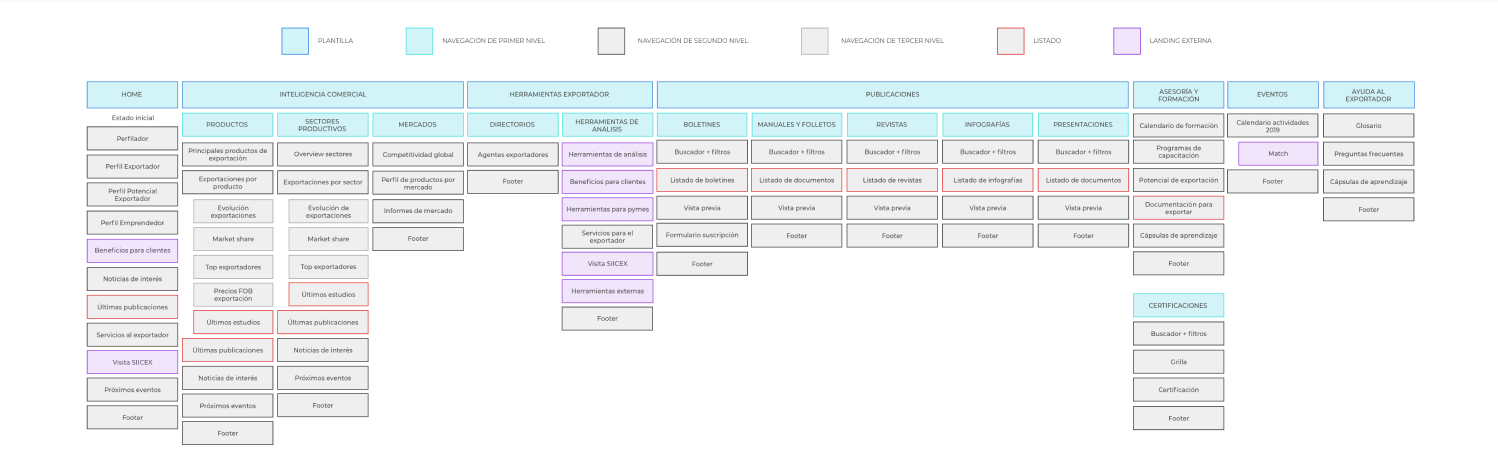 PLANTILLA
NAVEGACIÓN DE PRIMER NIVEL
NAVEGACIÓN DE SEGUNDO NIVEL
NAVEGACIÓN DE TERCER NIVEL
LISTADO
LANDING EXTERNA
HOME
Estado inicial
Perfilador
Perfil Exportador
Perfil Potencial
Exportador
Perfil Emprendedor
Beneficios para clientes
Noticias de interés
Últimas publicaciones
Servicios al exportador
Visita SIICEX
Próximos eventos
Footer
INTELIGENCIA COMERCIAL
PRODUCTOS
Principales productos de
exportación
Exportaciones por
producto
Evolución
exportaciones
Market share
Top exportadores
Precios FOB
exportación
Últimos estudios
Últimas publicaciones
Noticias de interés
Próximos eventos
Footer
SECTORES
PRODUCTIVOS
Overview sectores
Exportaciones por sector
Evolución de
exportaciones
Market share
Top exportadores
Últimos estudios
Últimas publicaciones
Noticias de interés
Próximos eventos
Footer
MERCADOS
Competitividad global
Perfil de productos por
mercado
Informes de mercado
Footer
HERRAMIENTAS EXPORTADOR
DIRECTORIOS
Agentes exportadores
Footer
HERRAMIENTAS DE
ANÁLISIS
Herramientas de análisis
Beneficios para clientes
Herramientas para pymes
Servicios para el
exportador
Visita SIICEX
Herramientas externas
Footer
PUBLICACIONES
BOLETINES
Buscador + filtros
Listado de boletines
Vista previa
Formulario suscripción
Footer
MANUALES Y FOLLETOS
Buscador + filtros
Listado de documentos
Vista previa
Footer
REVISTAS
Buscador + filtros
Listado de revistas
Vista previa
Footer
INFOGRAFÍAS
Buscador + filtros
Listado de infografías
Vista previa
Footer
PRESENTACIONES
Buscador + filtros
Listado de documentos
Vista previa
Footer
ASESORÍA Y
FORMACIÓN
Calendario de formación
Programas de
capacitación
Potencial de exportación
Documentación para
exportar
Cápsulas de aprendizaje
Footer
CERTIFICACIONES
Buscador + filtros
Grilla
Certificación
Footer
EVENTOS
Calendario actividades
2019
Match
Footer
AYUDA AL
EXPORTADOR
Glosario
Preguntas frecuentes
Cápsulas de aprendizaje
Footer